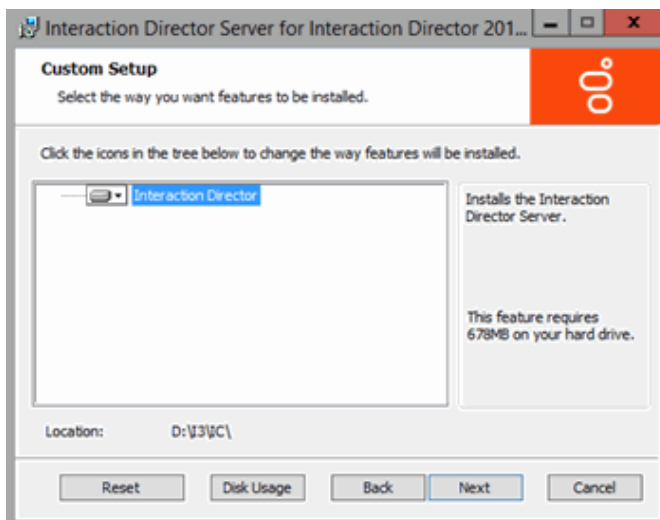 Interaction Director Server for Interaction Director 201...
Custom Setup
Select the way you want features to be installed.
Click the icons in the tree below to change the way features will be installed.
Interaction Director
Installs the Interaction
Director Server.
This feature requires
678MB on your hard drive.
Location: D:\I3\IC\
Reset Disk Usage Back Next Cancel